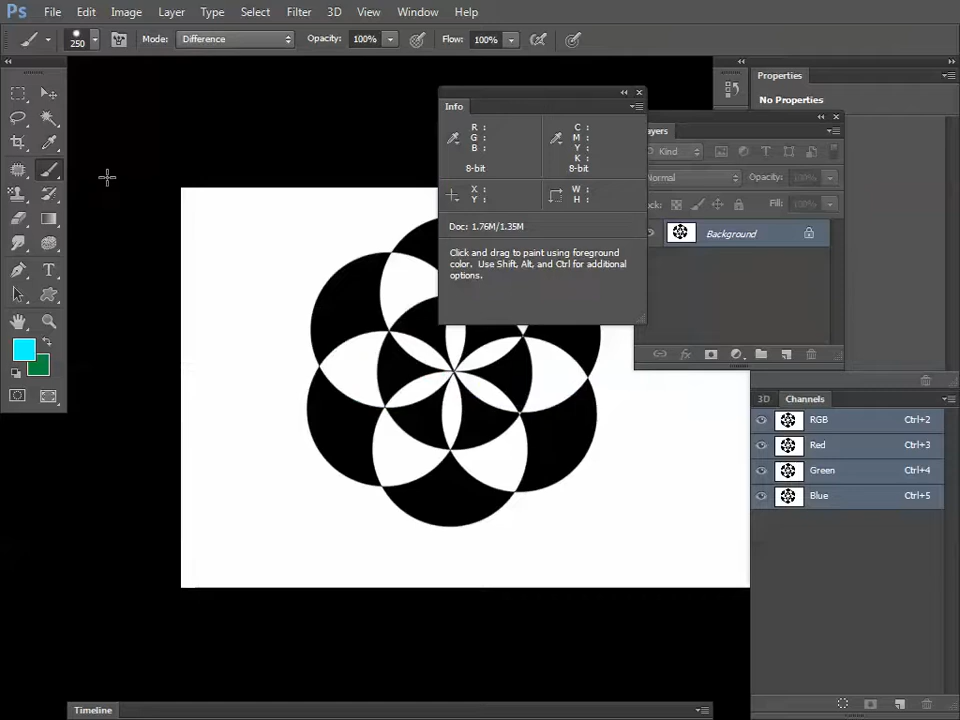 Ps File Edit Image Layer Type Select Filter 3D View Window Help
250 Mode: Difference Opacity: 100% Flow: 100%
Properties
No Properties
Info
R :
G :
B :
8-bit
C :
M :
Y :
K :
8-bit
X :
Y :
W :
H :
Doc: 1.76M/1.35M
Click and drag to paint using foreground
color. Use Shift, Alt, and Ctrl for additional
options.
ayers
Kind
Normal Opacity: 100%
ck: Fill: 100%
Background
3D Channels
RGB Ctrl+2
Red Ctrl+3
Green Ctrl+4
Blue Ctrl+5
Timeline